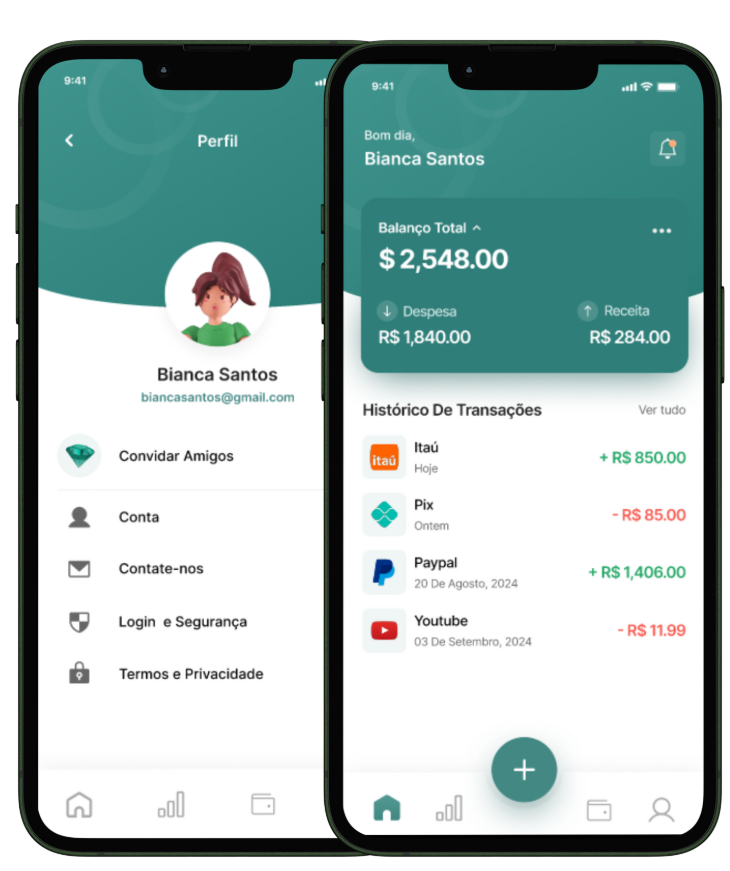 9:41
Perfil
Bianca Santos
biancasantos@gmail.com
Convidar Amigos
Conta
Contate-nos
Login e Segurança
Termos e Privacidade
9:41
Bom dia,
Bianca Santos
Balanço Total
$ 2,548.00
Despesa Receita
R$ 1,840.00 R$ 284.00
Histórico De Transações Ver tudo
itaú
Itaú
Hoje
+ R$ 850.00
Pix
Ontem
- R$ 85.00
Paypal
20 De Agosto, 2024
+ R$ 1,406.00
Youtube
03 De Setembro, 2024
- R$ 11.99